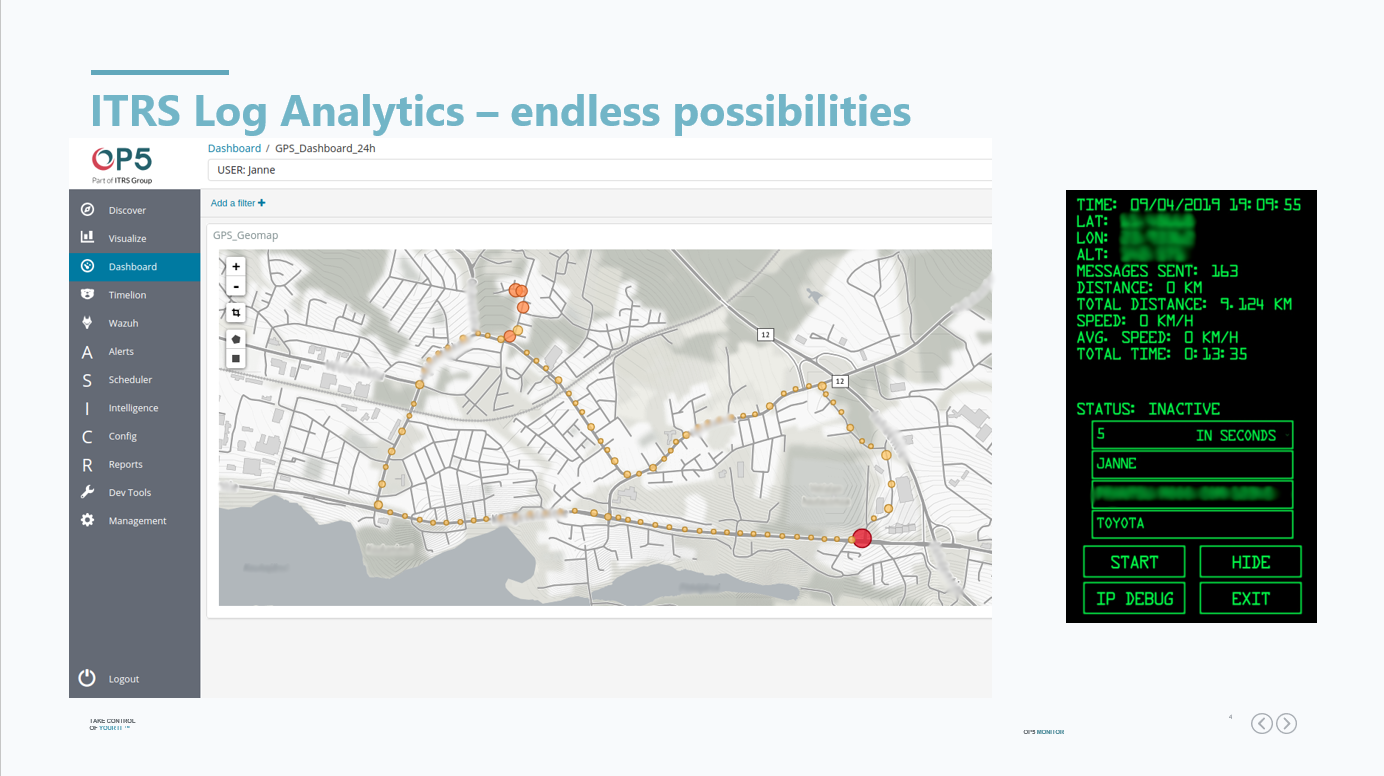 ITRS Log Analytics – endless possibilities
OP5
Part of ITRS Group
Dashboard / GPS_Dashboard_24h
USER: Janne
Add a filter +
Discover
Visualize
Dashboard
Timelion
Wazuh
A Alerts
S Scheduler
I Intelligence
C Config
R Reports
Dev Tools
Management
Logout
GPS_Geomap
+
-
12
12
TIME: 09/04/2019 19:09:55
LAT:
LON:
ALT:
MESSAGES SENT: 163
DISTANCE: 0 KM
TOTAL DISTANCE: 9.124 KM
SPEED: 0 KM/H
AVG. SPEED: 0 KM/H
TOTAL TIME: 0:13:35
STATUS: INACTIVE
5 IN SECONDS
JANNE
TOYOTA
START HIDE
IP DEBUG EXIT
TAKE CONTROL
OF YOUR IT ™
OP5 MONITOR
4